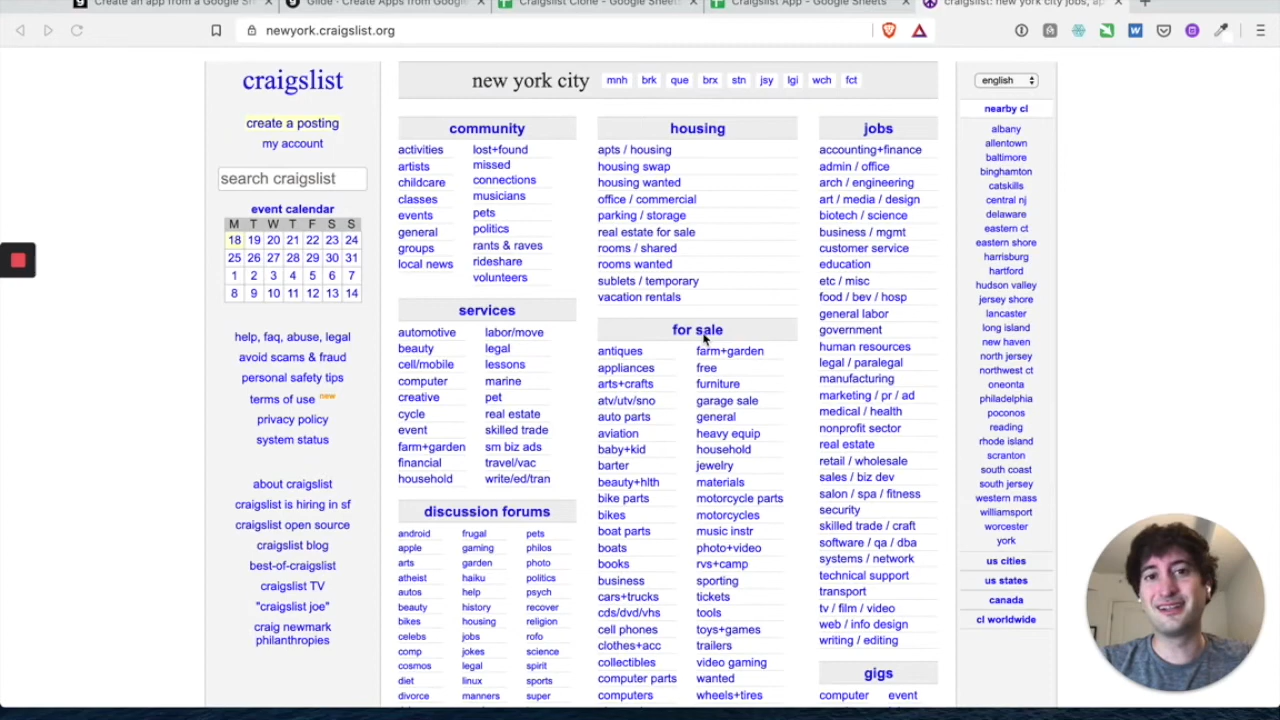 Create an app from a Google Sh
Glide · Create Apps from Google
Craigslist Clone - Google Sheets
Craigslist App - Google Sheets
craigslist: new york city jobs, ap
newyork.craigslist.org
craigslist
create a posting
my account
search craigslist
event calendar
M T W T F S S
18 19 20 21 22 23 24
25 26 27 28 29 30 31
1 2 3 4 5 6 7
8 9 10 11 12 13 14
help, faq, abuse, legal
avoid scams & fraud
personal safety tips
terms of use new
privacy policy
system status
about craigslist
craigslist is hiring in sf
craigslist open source
craigslist blog
best-of-craigslist
craigslist TV
"craigslist joe"
craig newmark
philanthropies
new york city mnh brk que brx stn jsy lgi wch fct
community
activities
artists
childcare
classes
events
general
groups
local news
lost+found
missed
connections
musicians
pets
politics
rants & raves
rideshare
volunteers
services
automotive
beauty
cell/mobile
computer
creative
cycle
event
farm+garden
financial
household
labor/move
legal
lessons
marine
pet
real estate
skilled trade
sm biz ads
travel/vac
write/ed/tran
discussion forums
android
apple
arts
atheist
autos
beauty
bikes
celebs
comp
cosmos
diet
divorce
frugal
gaming
garden
haiku
help
history
housing
jobs
jokes
legal
linux
manners
pets
philos
photo
politics
psych
recover
religion
rofo
science
spirit
sports
super
housing
apts / housing
housing swap
housing wanted
office / commercial
parking / storage
real estate for sale
rooms / shared
rooms wanted
sublets / temporary
vacation rentals
for sale
antiques
appliances
arts+crafts
atv/utv/sno
auto parts
aviation
baby+kid
barter
beauty+hlth
bike parts
bikes
boat parts
boats
books
business
cars+trucks
cds/dvd/vhs
cell phones
clothes+acc
collectibles
computer parts
computers
farm+garden
free
furniture
garage sale
general
heavy equip
household
jewelry
materials
motorcycle parts
motorcycles
music instr
photo+video
rvs+camp
sporting
tickets
tools
toys+games
trailers
video gaming
wanted
wheels+tires
jobs
accounting+finance
admin / office
arch / engineering
art / media / design
biotech / science
business / mgmt
customer service
education
etc / misc
food / bev / hosp
general labor
government
human resources
legal / paralegal
manufacturing
marketing / pr / ad
medical / health
nonprofit sector
real estate
retail / wholesale
sales / biz dev
salon / spa / fitness
security
skilled trade / craft
software / qa / dba
systems / network
technical support
transport
tv / film / video
web / info design
writing / editing
gigs
computer event
english
nearby cl
albany
allentown
baltimore
binghamton
catskills
central nj
delaware
eastern ct
eastern shore
harrisburg
hartford
hudson valley
jersey shore
lancaster
long island
new haven
north jersey
northwest ct
oneonta
philadelphia
poconos
reading
rhode island
scranton
south coast
south jersey
western mass
williamsport
worcester
york
us cities
us states
canada
cl worldwide